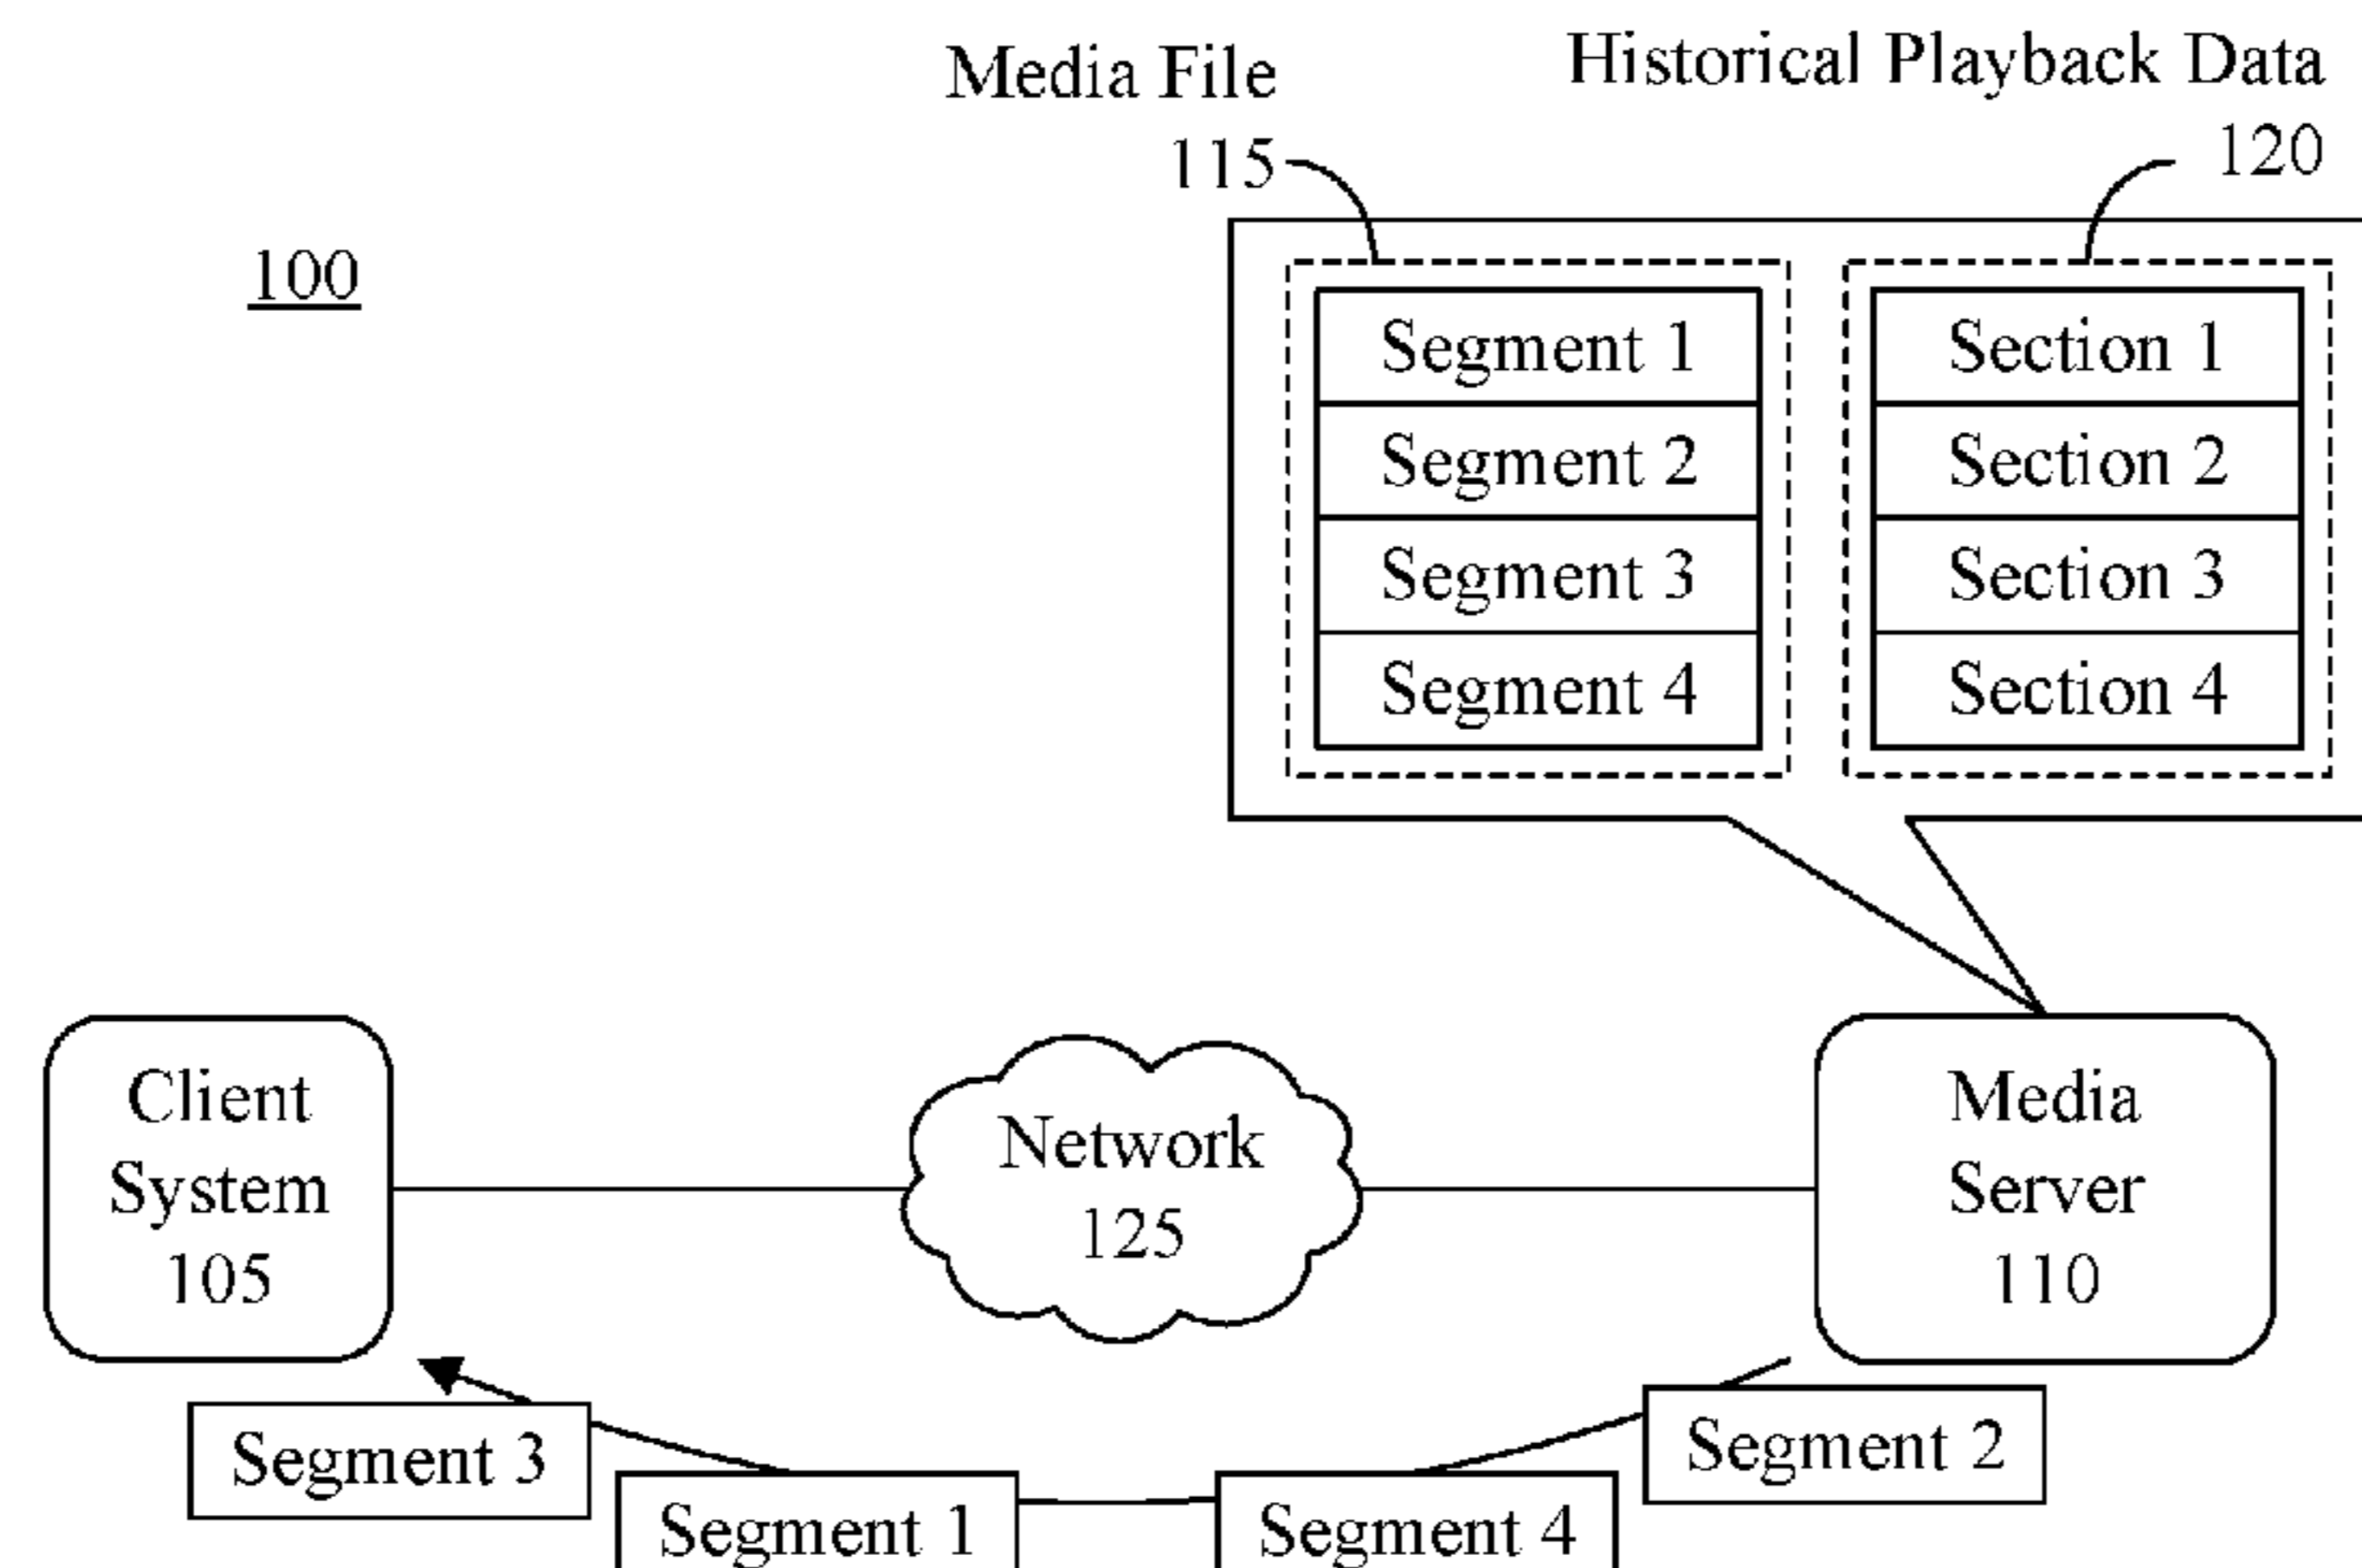 Media File
115
Historical Playback Data
120
100
Segment 1
Segment 2
Segment 3
Segment 4
Section 1
Section 2
Section 3
Section 4
Client
System
105
Network
125
Media
Server
110
Segment 3
Segment 1
Segment 4
Segment 2